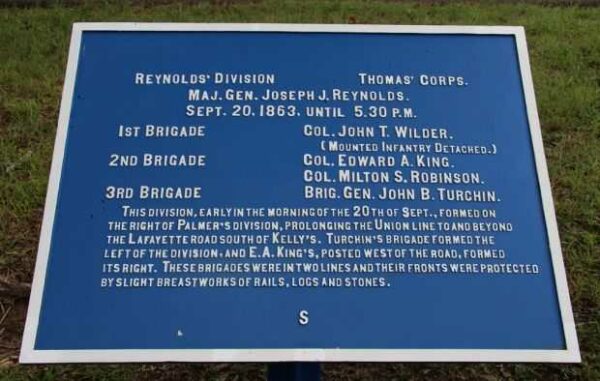 REYNOLDS' DIVISION THOMAS' CORPS.
MAJ. GEN. JOSEPH J. REYNOLDS.
SEPT. 20, 1863, UNTIL 5.30 P.M.
1ST BRIGADE COL. JOHN T. WILDER.
(MOUNTED INFANTRY DETACHED.)
2ND BRIGADE COL. EDWARD A. KING.
COL. MILTON S. ROBINSON.
3RD BRIGADE BRIG. GEN. JOHN B. TURCHIN.
THIS DIVISION, EARLY IN THE MORNING OF THE 20TH OF SEPT., FORMED ON
THE RIGHT OF PALMER'S DIVISION, PROLONGING THE UNION LINE TO AND BEYOND
THE LAFAYETTE ROAD SOUTH OF KELLY'S. TURCHIN'S BRIGADE FORMED THE
LEFT OF THE DIVISION, AND E.A. KING'S, POSTED WEST OF THE ROAD, FORMED
ITS RIGHT. THESE BRIGADES WERE IN TWO LINES AND THEIR FRONTS WERE PROTECTED
BY SLIGHT BREASTWORKS OF RAILS, LOGS AND STONES.
S